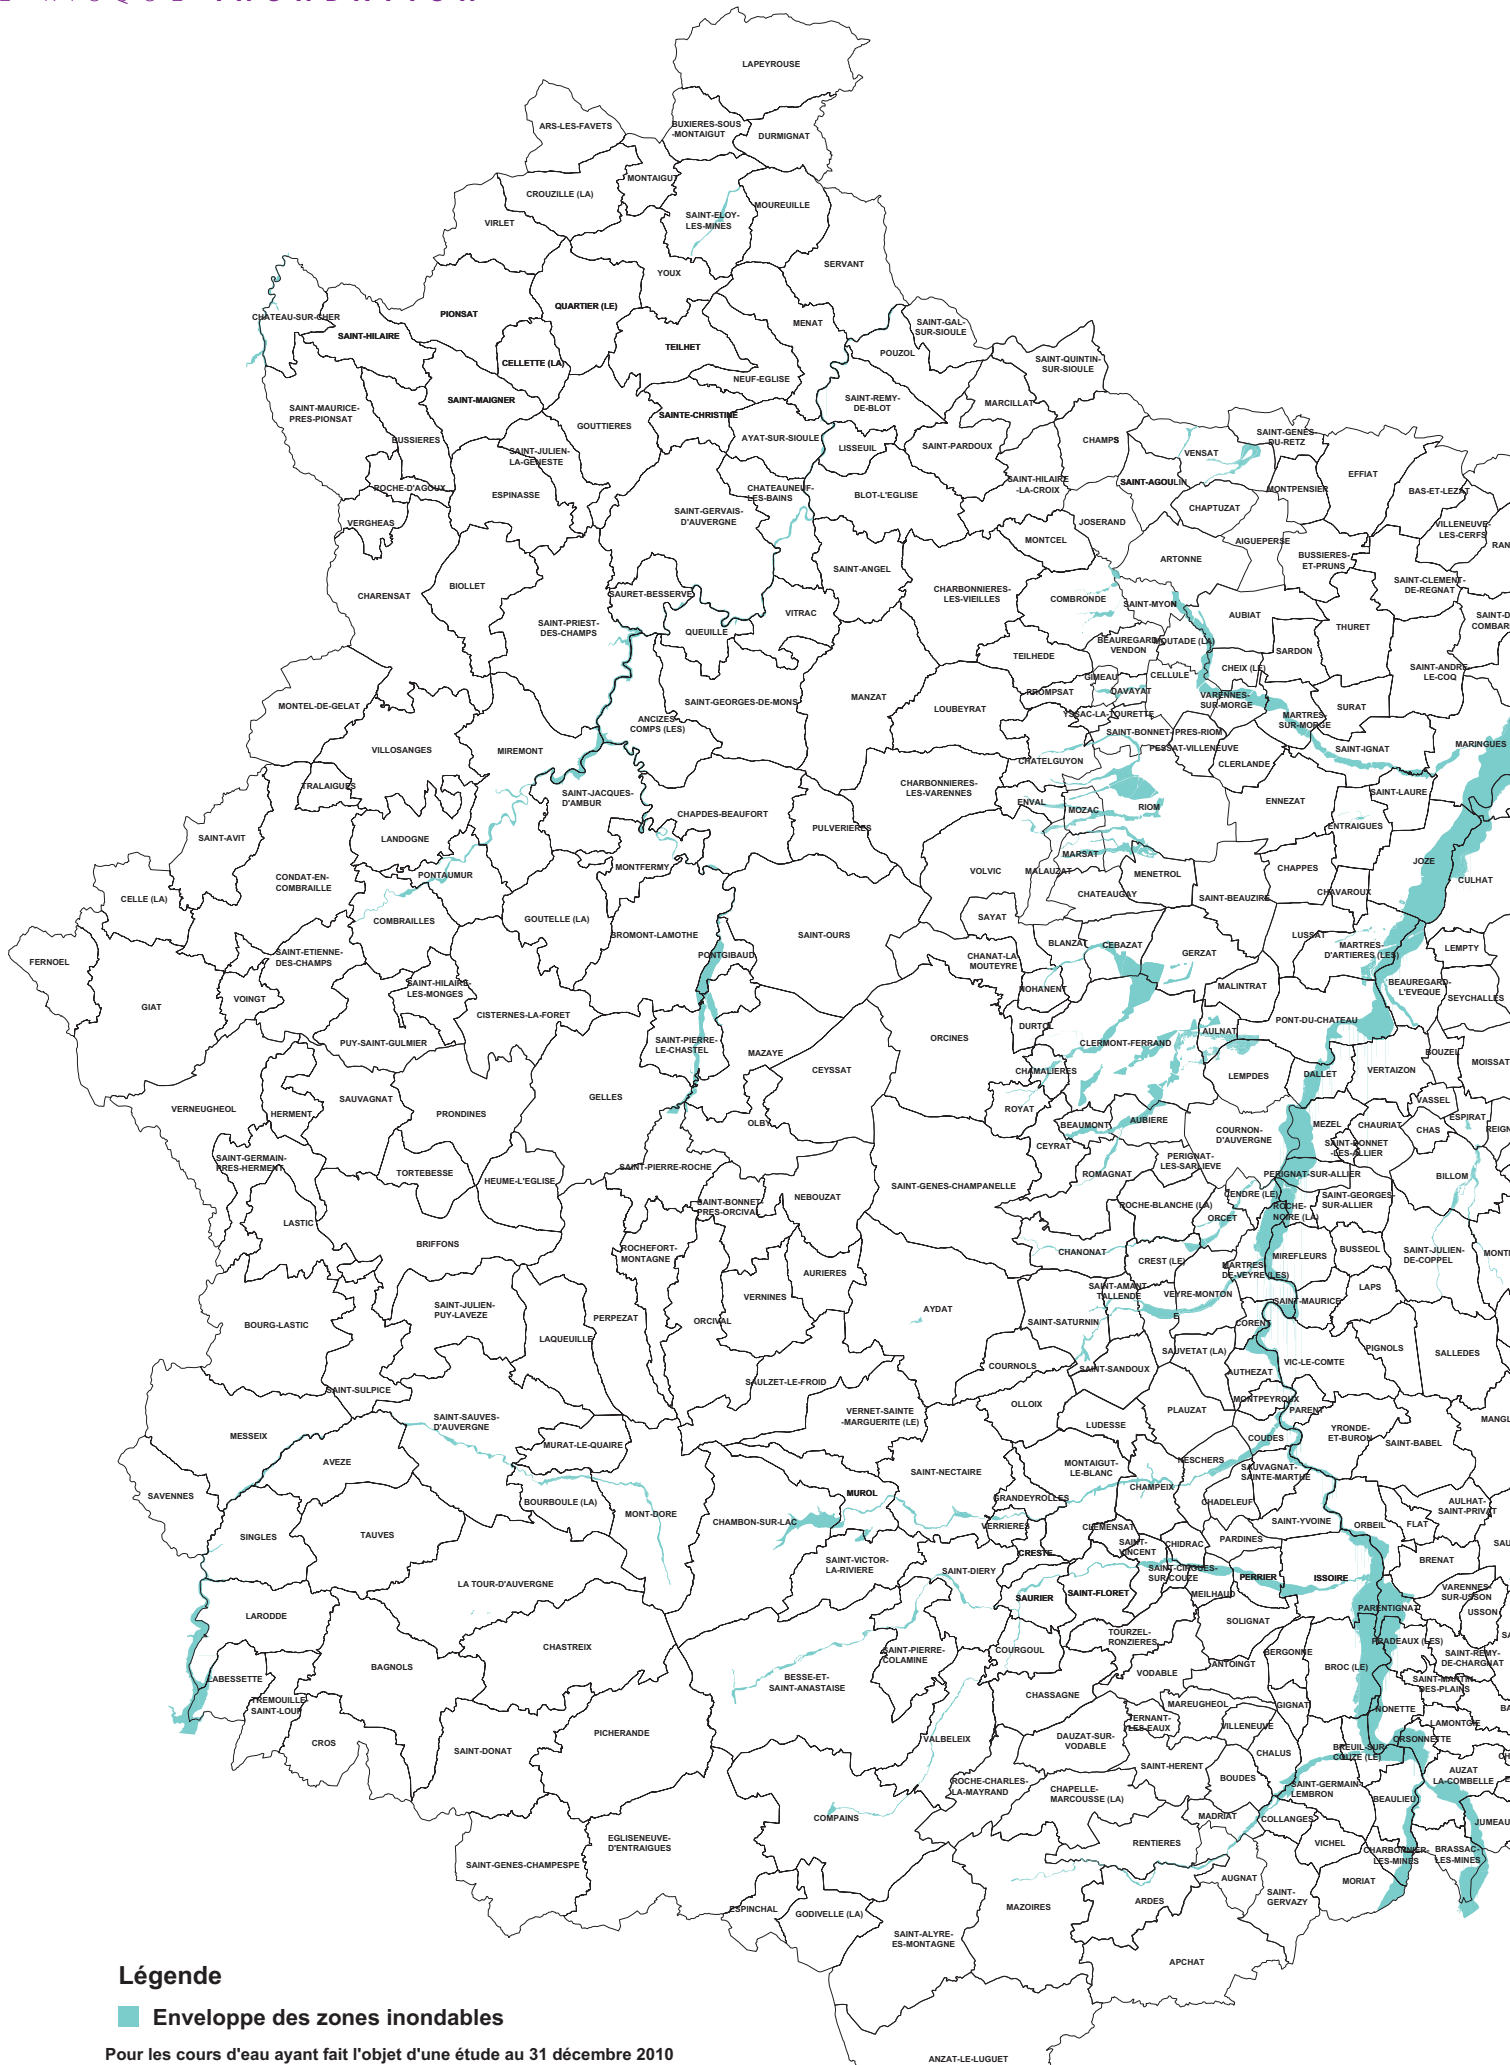 LAPEYROUSE
ARS-LES-FAVETS
BUXIERES-SOUS
-MONTAIGUT
DURMIGNAT
MONTAIGUT
CROUZILLE (LA)
MOUREUILLE
SAINT-ELOY-
LES-MINES
VIRLET
SERVANT
YOUX
QUARTIER (LE)
PIONSAT
CHATEAU-SUR-CHER
SAINT-HILAIRE
MENAT
SAINT-GAL-
SUR-SIOULE
POUZOL
TEILHET
CELLETTE (LA)
NEUF-EGLISE
SAINT-QUINTIN-
SUR-SIOULE
SAINT-MAIGNER
SAINT-REMY-
DE-BLOT
MARCILLAT
SAINT-MAURICE-
PRES-PIONSAT
SAINTE-CHRISTINE
GOUTTIERES
BUSSIERES
AYAT-SUR-SIOULE
LISSEUIL
SAINT-PARDOUX
CHAMPS
SAINT-GENES-
DU-RETZ
VENSAT
SAINT-JULIEN-
LA-GENESTE
ROCHE-D'AGOUX
ESPINASSE
CHATEAUNEUF-
LES-BAINS
BLOT-L'EGLISE
SAINT-HILAIRE
-LA-CROIX
SAINT-AGOULIN
MONTPENSIER
EFFIAT
BAS-ET-LEZAT
SAINT-GERVAIS-
D'AUVERGNE
CHAPTUZAT
VERGHEAS
JOSERAND
VILLENEUVE-
LES-CERFS
RAN
MONTCEL
AIGUEPERSE
ARTONNE
BUSSIERES-
ET-PRUNS
SAINT-ANGEL
BIOLLET
CHARENSAT
SAURET-BESSERVE
CHARBONNIERES-
LES-VIEILLES
COMBRONDE
SAINT-MYON
SAINT-CLEMENT-
DE-REGNAT
VITRAC
AUBIAT
SAINT-D
COMBAR
SAINT-PRIEST-
DES-CHAMPS
QUEUILLE
THURET
BEAUREGARD-
VENDON
MOUTADE (LA)
SARDON
TEILHEDE
CHEIX (LE)
SAINT-ANDRE-
LE-COQ
GIMEAU
CELLULE
PROMPSAT
DAVAYAT
VARENNES-
SUR-MORGE
SAINT-GEORGES-DE-MONS
MANZAT
LOUBEYRAT
MONTEL-DE-GELAT
YSSAC-LA-TOURETTE
SURAT
MARTRES-
SUR-MORGE
ANCIZES-
COMPS (LES)
SAINT-BONNET-PRES-RIOM
PESSAT-VILLENEUVE
SAINT-IGNAT
MARINGUES
VILLOSANGES
MIREMONT
CHATELGUYON
CLERLANDE
TRALAIGUES
SAINT-JACQUES-
D'AMBUR
CHARBONNIERES-
LES-VARENNES
ENVAL
MOZAC
RIOM
ENNEZAT
SAINT-LAURE
CHAPDES-BEAUFORT
PULVERIERES
ENTRAIGUES
SAINT-AVIT
LANDOGNE
MARSAT
JOZE
MONTFERMY
VOLVIC
MALAUZAT
MENETROL
CHAPPES
PONTAUMUR
CONDAT-EN-
COMBRAILLE
CULHAT
CHAVAROUX
CHATEAUGAY
SAINT-BEAUZIRE
CELLE (LA)
COMBRAILLES
GOUTELLE (LA)
SAYAT
BROMONT-LAMOTHE
SAINT-OURS
LUSSAT
BLANZAT
CEBAZAT
MARTRES-
D'ARTIERES (LES)
LEMPTY
FERNOEL
SAINT-ETIENNE-
DES-CHAMPS
PONTGIBAUD
CHANAT-LA-
MOUTEYRE
GERZAT
BEAUREGARD-
L'EVEQUE
NOHANENT
MALINTRAT
SEYCHALLES
VOINGT
SAINT-HILAIRE-
LES-MONGES
GIAT
CISTERNES-LA-FORET
DURTOL
AULNAT
PONT-DU-CHATEAU
ORCINES
PUY-SAINT-GULMIER
SAINT-PIERRE-
LE-CHASTEL
MAZAYE
CLERMONT-FERRAND
BOUZEL
MOISSAT
CEYSSAT
CHAMALIERES
LEMPDES
DALLET
VERTAIZON
SAUVAGNAT
GELLES
VASSEL
VERNEUGHEOL
HERMENT
PRONDINES
ROYAT
OLBY
BEAUMONT
AUBIERE
COURNON-
D'AUVERGNE
MEZEL
CHAURIAT
CHAS
ESPIRAT
REIGN
CEYRAT
SAINT-BONNET
-LES-ALLIER
SAINT-GERMAIN-
PRES-HERMENT
SAINT-PIERRE-ROCHE
TORTEBESSE
HEUME-L'EGLISE
PERIGNAT-
LES-SARLIEVE
ROMAGNAT
PERIGNAT-SUR-ALLIER
BILLOM
SAINT-GENES-CHAMPANELLE
NEBOUZAT
CENDRE (LE)
SAINT-BONNET-
PRES-ORCIVAL
ROCHE-BLANCHE (LA)
ROCHE-
NOIRE (LA)
SAINT-GEORGES-
SUR-ALLIER
LASTIC
ORCET
BRIFFONS
ROCHEFORT-
MONTAGNE
CHANONAT
MIREFLEURS
BUSSEOL
SAINT-JULIEN-
DE-COPPEL
MONTM
CREST (LE)
MARTRES-
DE-VEYRE (LES)
AURIERES
SAINT-AMANT-
TALLENDE
VEYRE-MONTON
LAPS
SAINT-JULIEN-
PUY-LAVEZE
VERNINES
SAINT-MAURICE
AYDAT
PERPEZAT
ORCIVAL
SAINT-SATURNIN
E
CORENT
BOURG-LASTIC
LAQUEUILLE
PIGNOLS
SALLEDES
SAUVETAT (LA)
COURNOLS
SAINT-SANDOUX
VIC-LE-COMTE
AUTHEZAT
SAULZET-LE-FROID
SAINT-SULPICE
MONTPEYROUX
OLLOIX
PARENT
VERNET-SAINTE
-MARGUERITE (LE)
PLAUZAT
SAINT-SAUVES-
D'AUVERGNE
LUDESSE
YRONDE-
ET-BURON
MANGL
MESSEIX
COUDES
SAINT-BABEL
MURAT-LE-QUAIRE
AVEZE
MONTAIGUT-
LE-BLANC
NESCHERS
SAUVAGNAT-
SAINTE-MARTHE
SAINT-NECTAIRE
CHAMPEIX
SAVENNES
MUROL
GRANDEYROLLES
BOURBOULE (LA)
CHADELEUF
AULHAT-
SAINT-PRIVAT
MONT-DORE
CHAMBON-SUR-LAC
VERRIERES
CLEMENSAT
SAINT-YVOINE
ORBEIL
FLAT
SINGLES
TAUVES
SAINT-
VINCENT
CHIDRAC
PARDINES
SAU
CRESTE
BRENAT
SAINT-VICTOR-
LA-RIVIERE
SAINT-DIERY
SAINT-CIRGUES-
SUR-COUZE
PERRIER
ISSOIRE
LA TOUR-D'AUVERGNE
SAURIER
SAINT-FLORET
MEILHAUD
VARENNES-
SUR-USSON
PARENTIGNAT
USSON
LARODDE
SOLIGNAT
TOURZEL-
RONZIERES
PRADEAUX (LES)
CHASTREIX
SAINT-PIERRE-
COLAMINE
COURGOUL
BERGONNE
SAINT-REMY-
DE-CHARGNAT
ANTOINGT
BROC (LE)
BAGNOLS
LABESSETTE
VODABLE
BESSE-ET-
SAINT-ANASTAISE
SAINT-MARTIN-
DES-PLAINS
CHASSAGNE
TREMOUILLE-
SAINT-LOUP
MAREUGHEOL
GIGNAT
NONETTE
TERNANT-
LES-EAUX
VILLENEUVE
LAMONTGIE
PICHERANDE
VALBELEIX
DAUZAT-SUR-
VODABLE
ORSONNETTE
CROS
SAINT-DONAT
CHALUS
BREUIL-SUR-
COUZE (LE)
SAINT-HERENT
AUZAT
LA-COMBELLE
BOUDES
ROCHE-CHARLES-
LA-MAYRAND
CHAPELLE-
MARCOUSSE (LA)
SAINT-GERMAIN-
LEMBRON
BEAULIEU
COMPAINS
MADRIAT
COLLANGES
JUMEAU
EGLISENEUVE-
D'ENTRAIGUES
RENTIERES
VICHEL
CHARBONNIER-
LES-MINES
BRASSAC-
LES-MINES
SAINT-GENES-CHAMPESPE
AUGNAT
MORIAT
SAINT-
GERVAZY
ARDES
ESPINCHAL
GODIVELLE (LA)
MAZOIRES
SAINT-ALYRE-
ES-MONTAGNE
APCHAT
ANZAT-LE-LUGUET
Légende
Enveloppe des zones inondables
Pour les cours d'eau ayant fait l'objet d'une étude au 31 décembre 2010